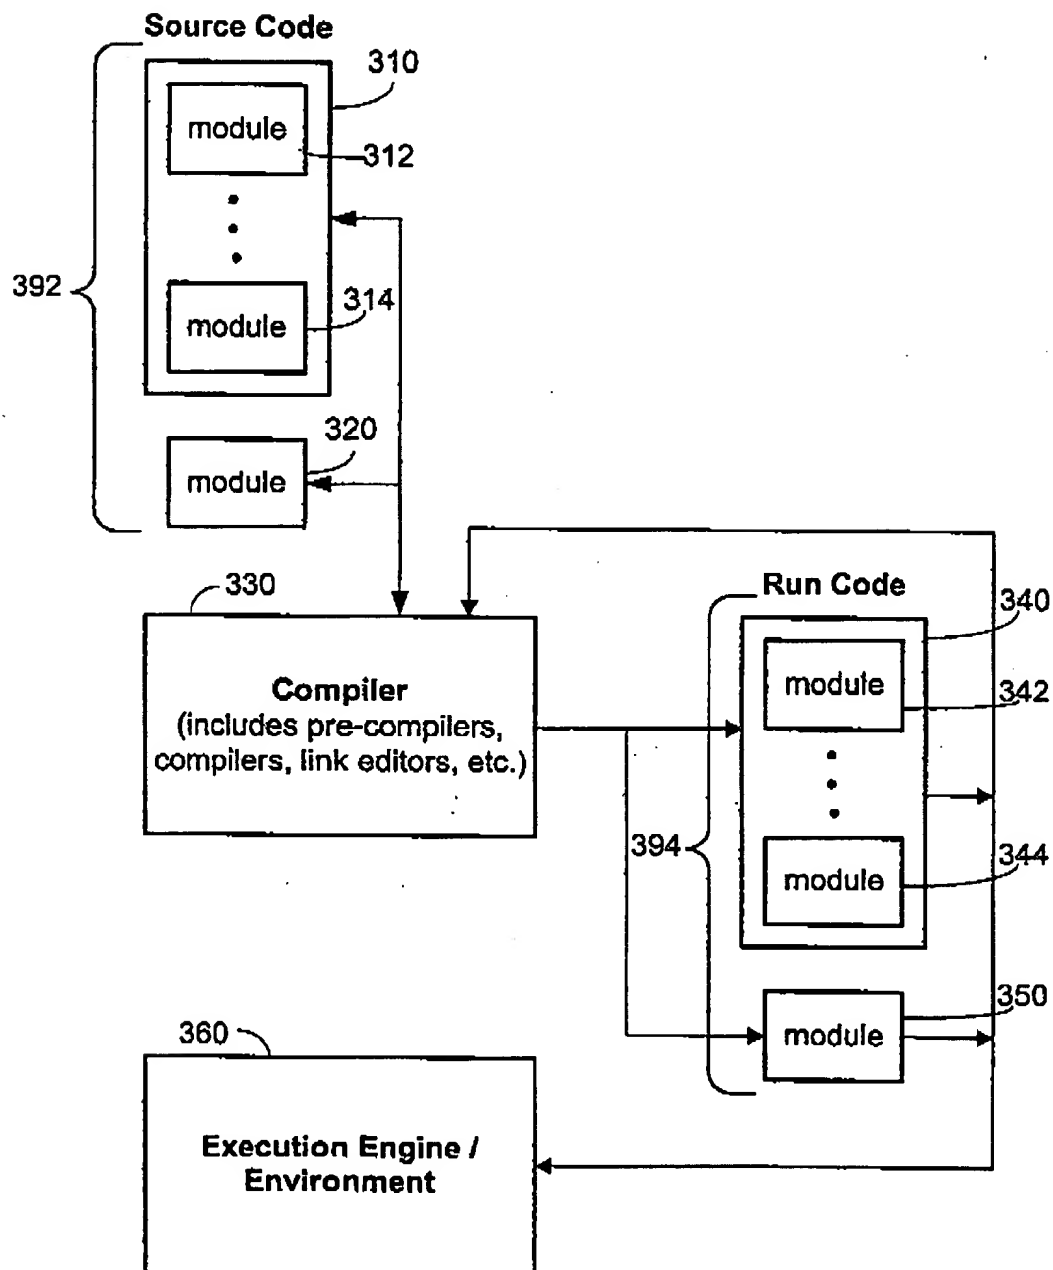 Source Code
310
module
312
392
314
module
320
module
330
Run Code
340
Compiler
(includes pre-compilers,
compilers, link editors, etc.)
module
342
394
344
module
350
module
360
Execution Engine /
Environment